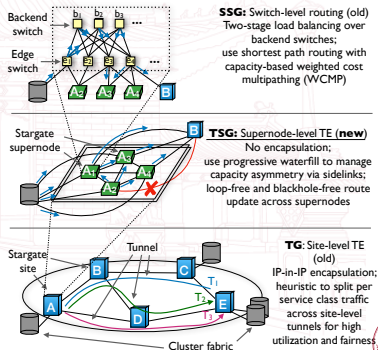 Backend
switch
b₁ b₂ b₃ ...
Edge
switch
e₁ e₂ e₃ e₄
A₂ A₃ A₄ B
SSG: Switch-level routing (old)
Two-stage load balancing over
backend switches;
use shortest path routing with
capacity-based weighted cost
multipathing (WCMP)
Stargate
supernode
B
A₃
A₁ A₄
A₂
TSG: Supernode-level TE (new)
No encapsulation;
use progressive waterfill to manage
capacity asymmetry via sidelinks;
loop-free and blackhole-free route
update across supernodes
Stargate
site
Tunnel
B C
A E
D
T₁
T₂
T₃
Cluster fabric
TG: Site-level TE
(old)
IP-in-IP encapsulation;
heuristic to split per
service class traffic
across site-level
tunnels for high
utilization and fairness